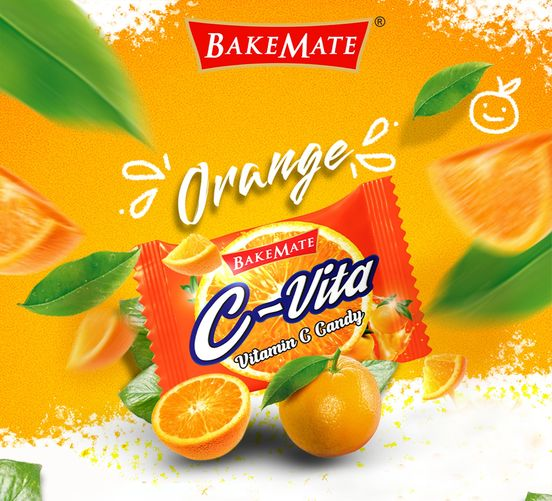 BAKEMATE®
Orange
BAKEMATE
C-Vita
Vitamin C Candy